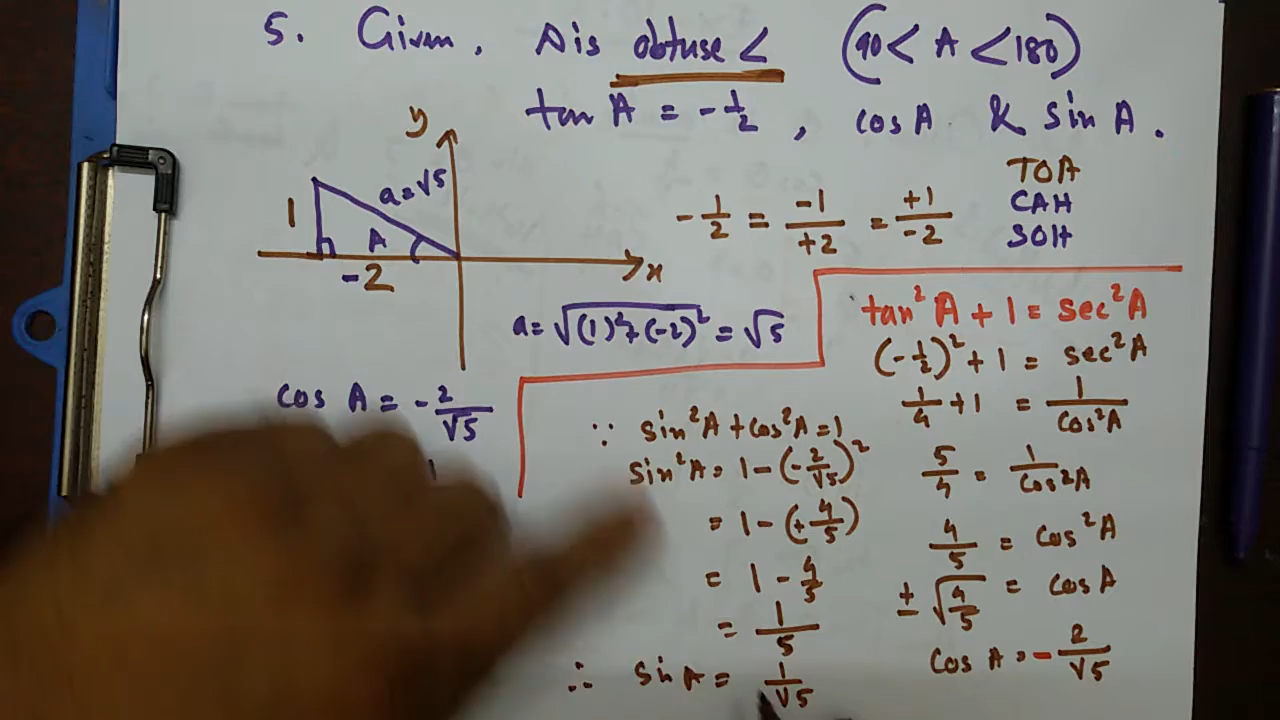 5. Given, A is obtuse < (90 < A < 180)
tan A = -1/2, cos A & sin A.
y
1
a=√5
A
-2
x
-1/2 = -1/+2 = +1/-2
TOA
CAH
SOH
a = √(1)²+(-2)² = √5
cos A = -2/√5
1
∵ sin²A + cos²A = 1
sin²A = 1 - (-2/√5)²
= 1 - (+4/5)
= 1 - 4/5
= 1/5
∴ sin A = 1/√5
tan²A + 1 = sec²A
(-1/2)² + 1 = sec²A
1/4 + 1 = 1/cos²A
5/4 = 1/cos²A
4/5 = cos²A
±√4/5 = cos A
cos A = -2/√5